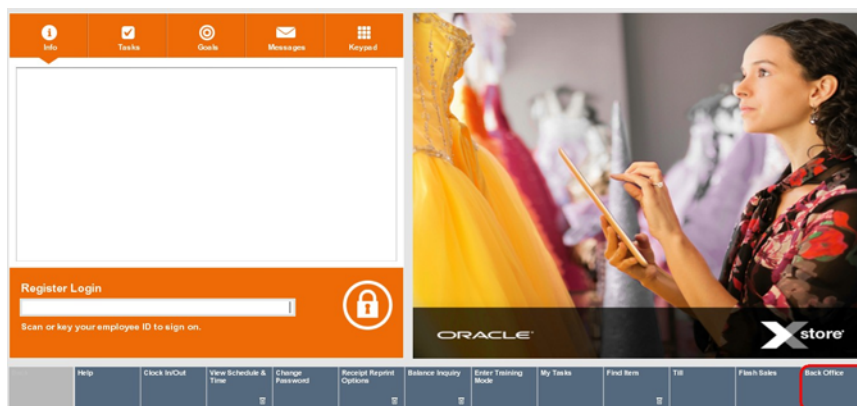 Info
Tasks
Goals
Messages
Keypad
Register Login
Scan or key your employee ID to sign on.
ORACLE
Xstore
Help
Clock In/Out
View Schedule &
Time
Change
Password
Receipt Reprint
Options
Balance Inquiry
Enter Training
Mode
My Tasks
Find Item
Till
Flash Sales
Back Office